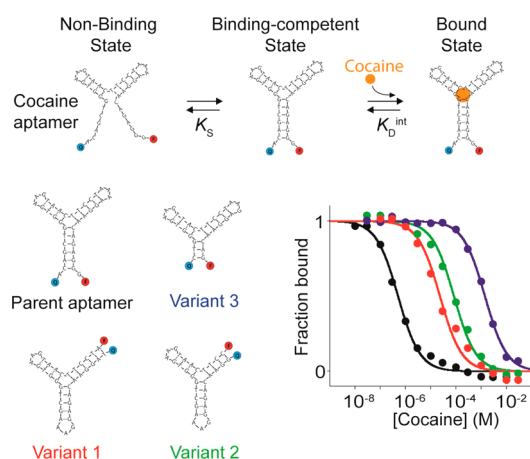 Non-Binding
State
Binding-competent
State
Bound
State
Cocaine
Cocaine
aptamer
K_S
K_D^int
Q
F
Q
F
Q
F
Parent aptamer
Variant 3
Q
F
Q
F
F
Q
F
Q
Variant 1
Variant 2
Fraction bound
1
0
10^-8
10^-6
10^-4
10^-2
[Cocaine] (M)